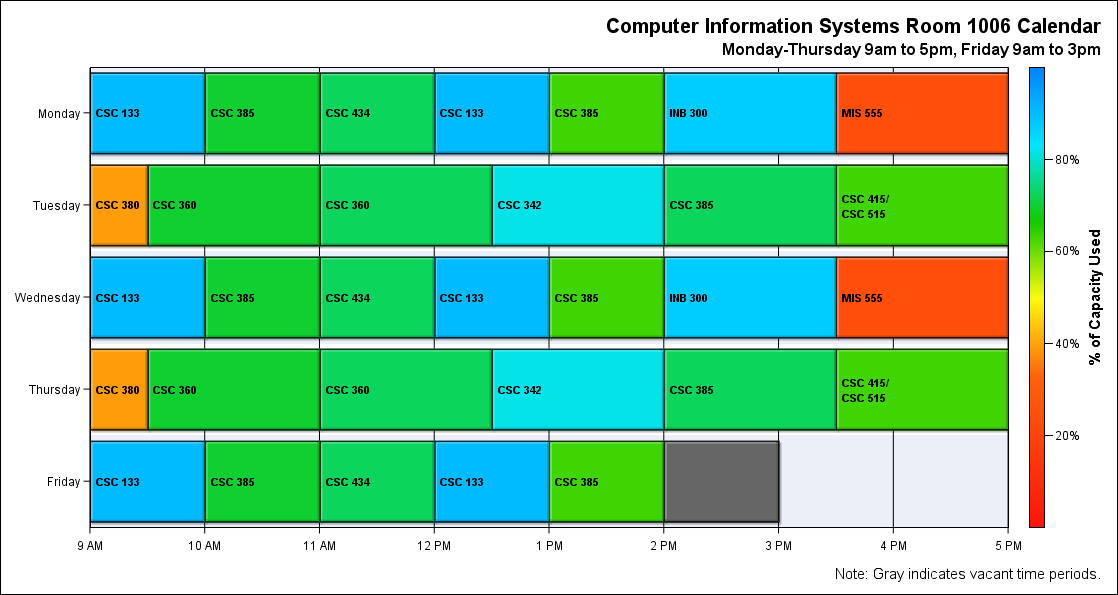 Computer Information Systems Room 1006 Calendar
Monday-Thursday 9am to 5pm, Friday 9am to 3pm
Monday
CSC 133
CSC 385
CSC 434
CSC 133
CSC 385
INB 300
MIS 555
Tuesday
CSC 380
CSC 360
CSC 360
CSC 342
CSC 385
CSC 415/
CSC 515
Wednesday
CSC 133
CSC 385
CSC 434
CSC 133
CSC 385
INB 300
MIS 555
Thursday
CSC 380
CSC 360
CSC 360
CSC 342
CSC 385
CSC 415/
CSC 515
Friday
CSC 133
CSC 385
CSC 434
CSC 133
CSC 385
9 AM
10 AM
11 AM
12 PM
1 PM
2 PM
3 PM
4 PM
5 PM
80%
60%
40%
20%
% of Capacity Used
Note: Gray indicates vacant time periods.